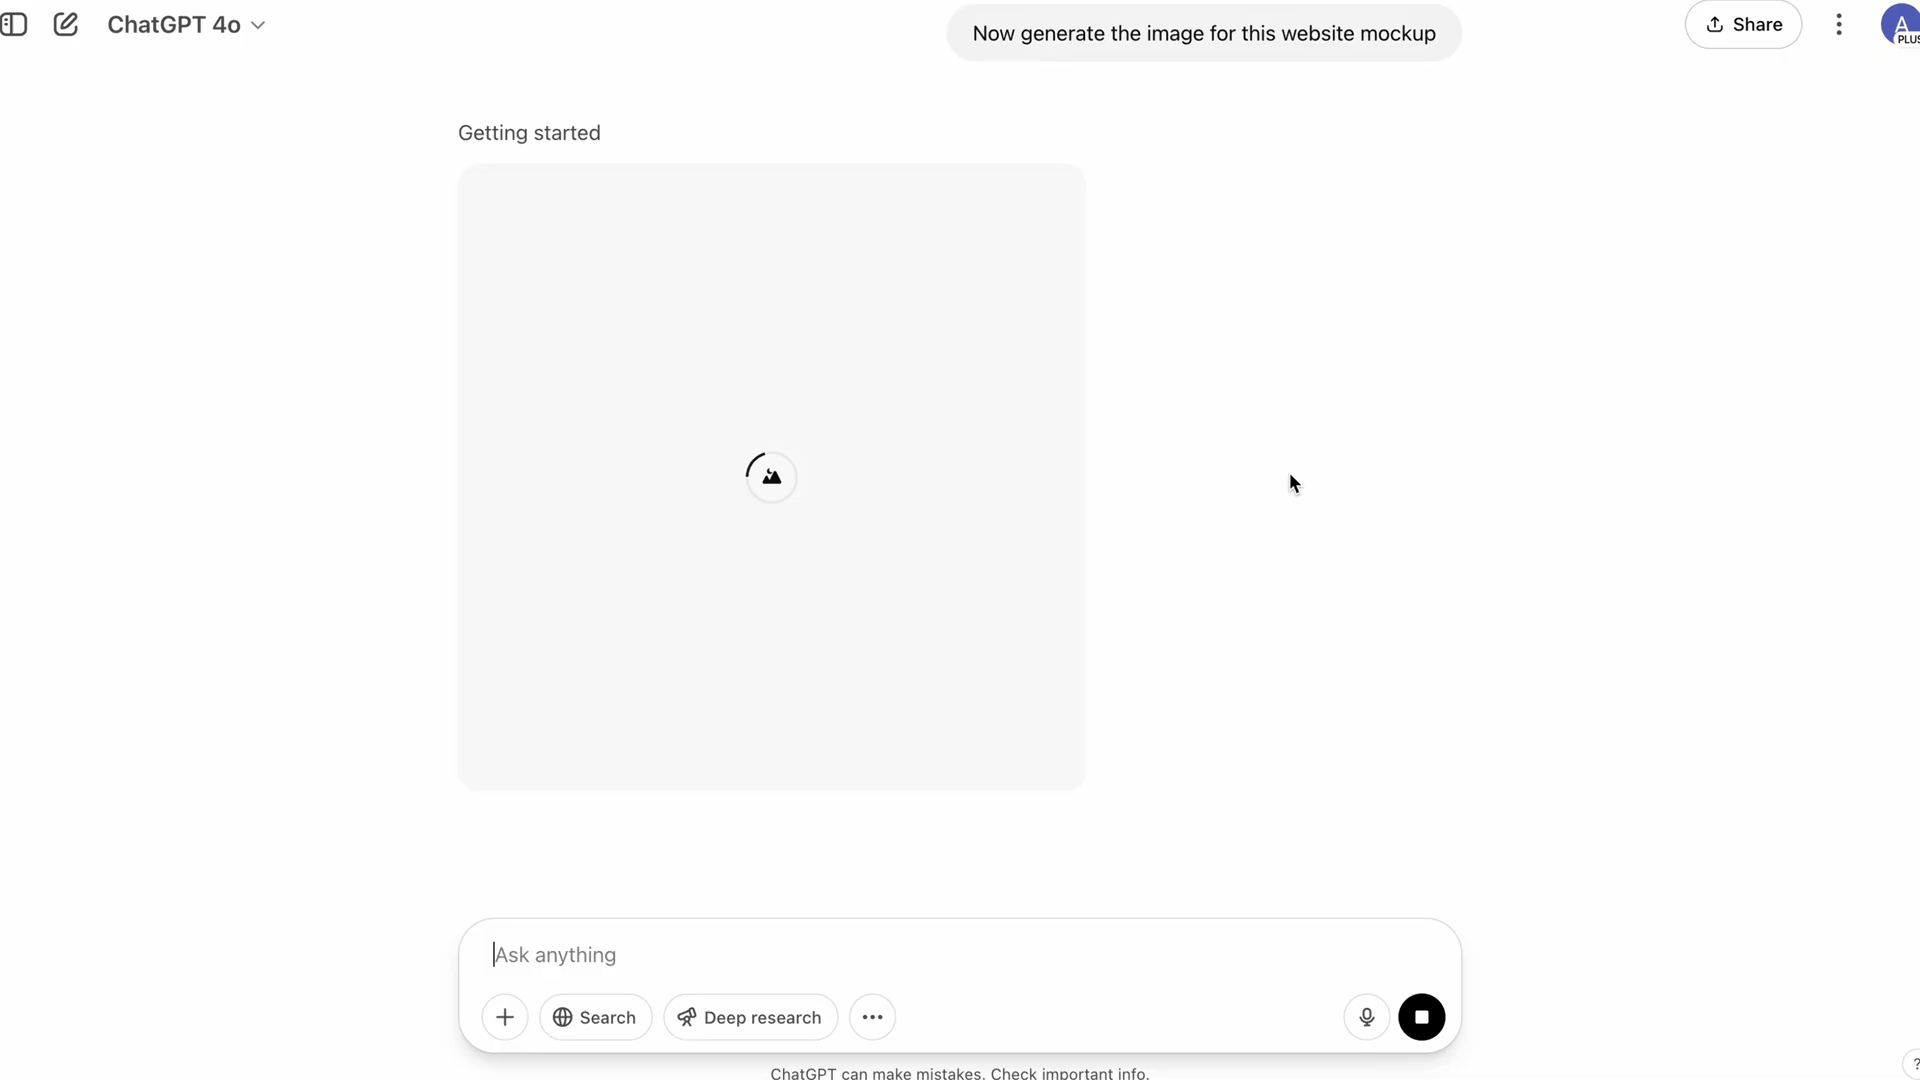 ChatGPT 4o
Now generate the image for this website mockup
Share
A
PLUS
Getting started
Ask anything
Search
Deep research
ChatGPT can make mistakes. Check important info.
?